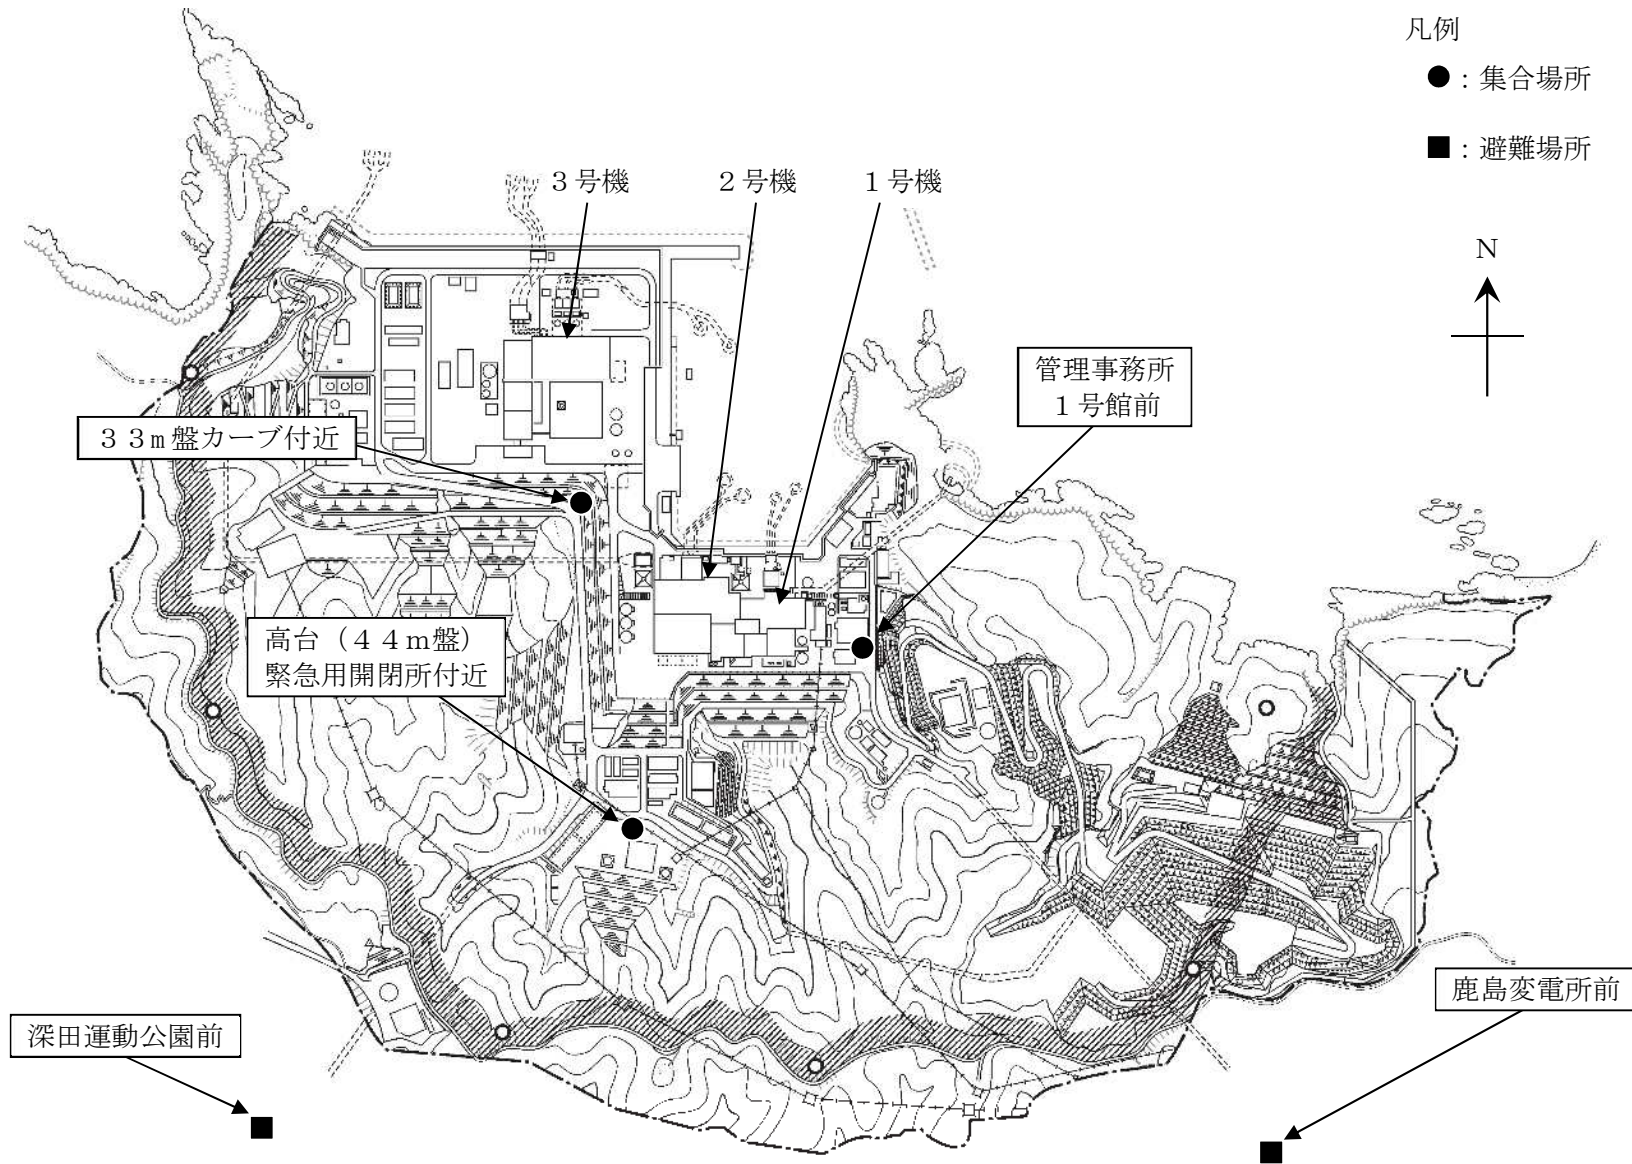 凡例
●：集合場所
■：避難場所
３号機
２号機
１号機
N
管理事務所
１号館前
３３m盤カーブ付近
高台（４４m盤）
緊急用開閉所付近
鹿島変電所前
深田運動公園前